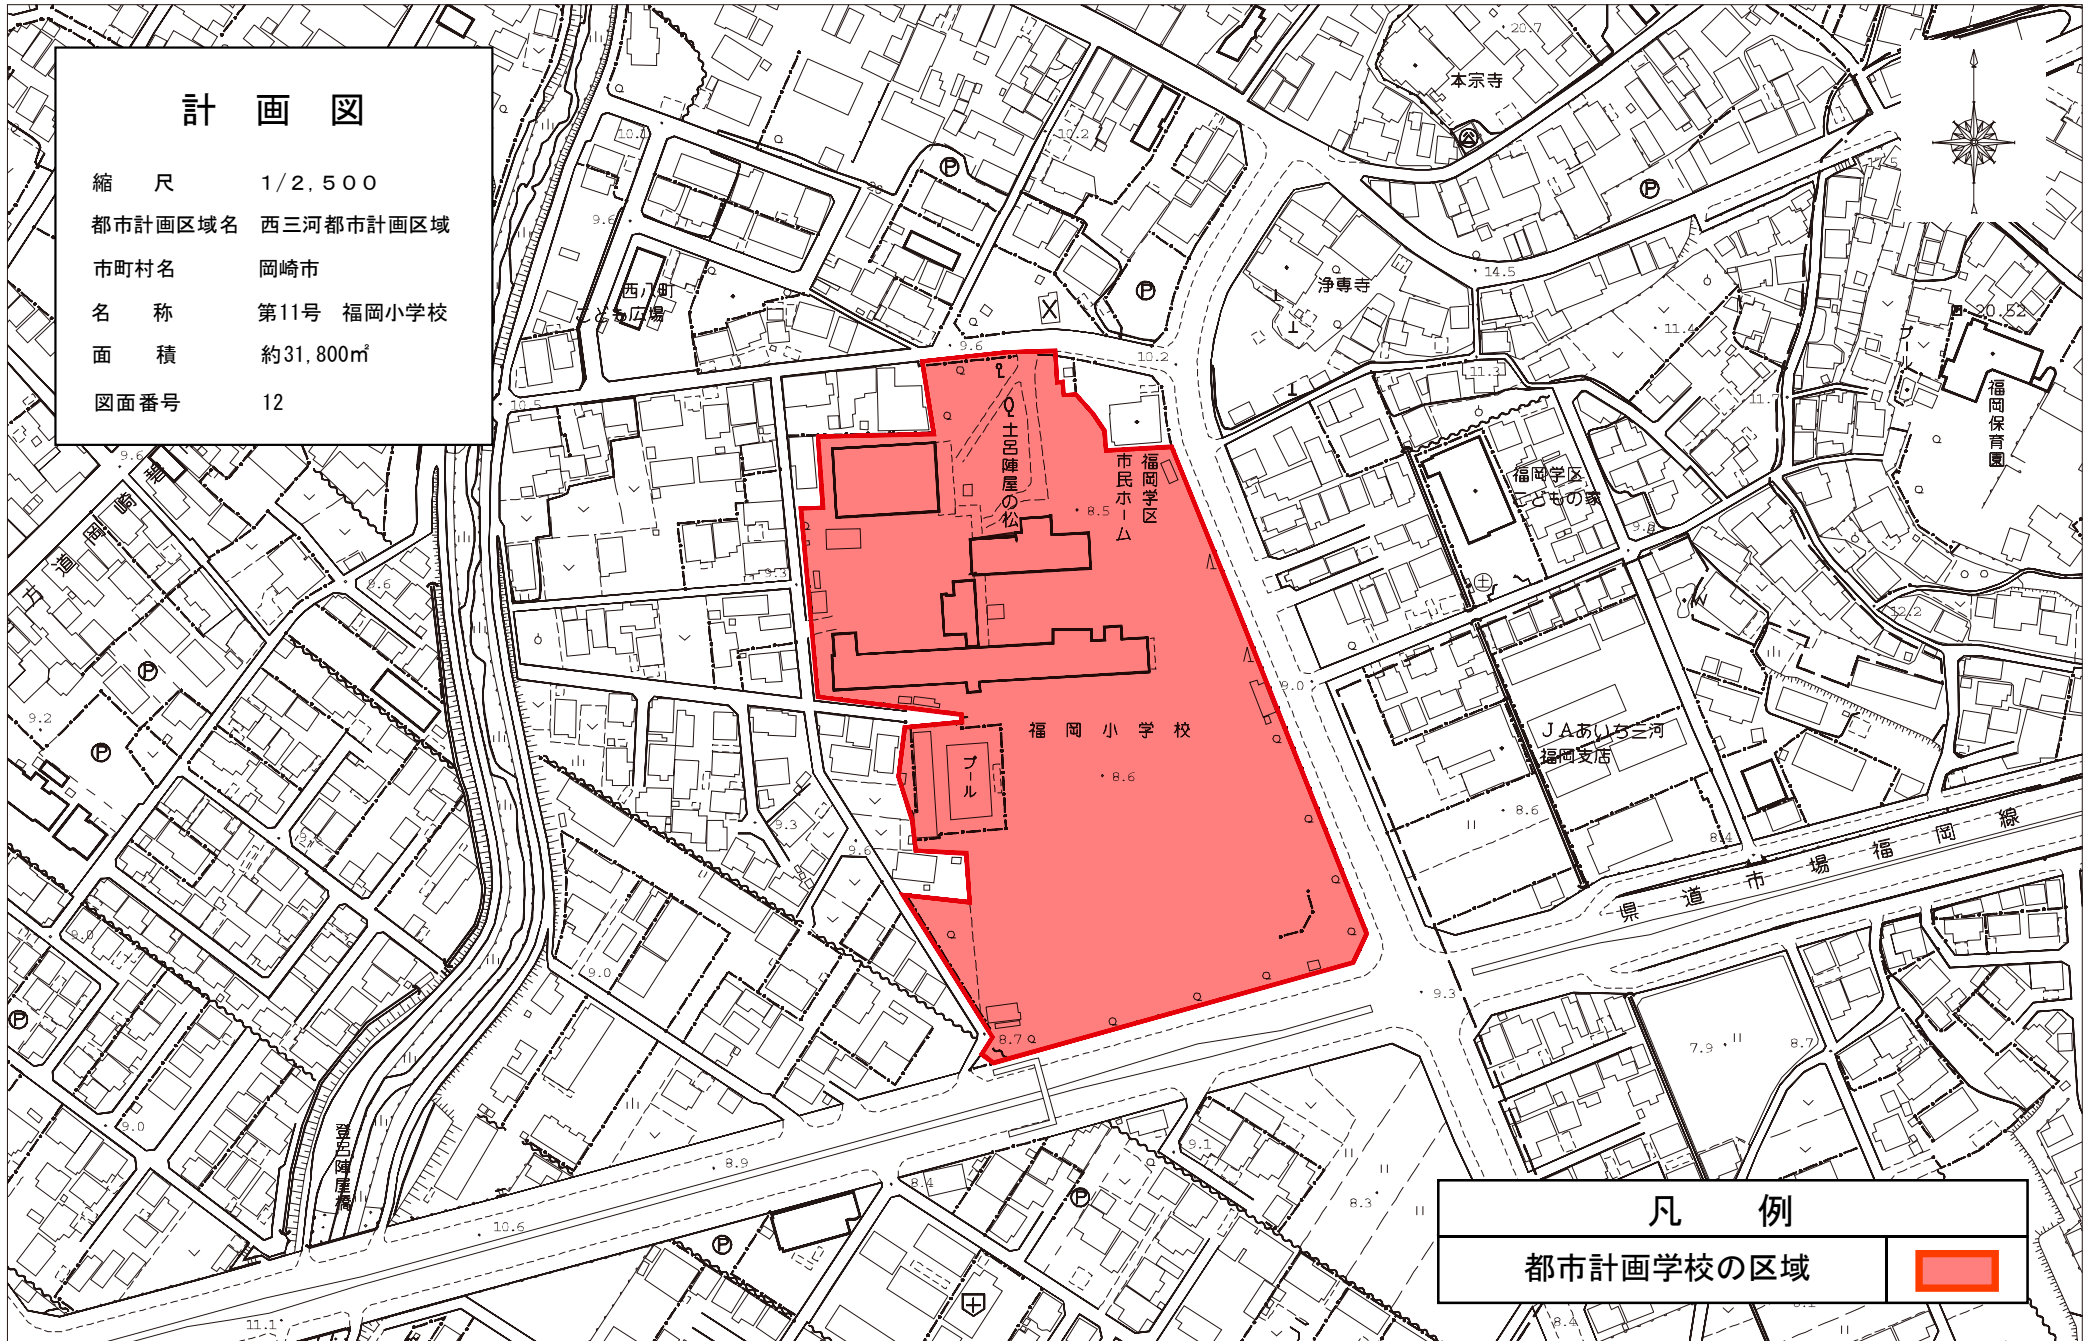 計画図
縮尺 1/2,500
都市計画区域名 西三河都市計画区域
市町村名 岡崎市
名称 第11号 福岡小学校
面積 約31,800㎡
図面番号 12
20.7
本宗寺
10.4
10.2
17.5
9.6
西八町
こども広場
浄専寺
14.5
20.52
11.4
9.6
10.2
10.5
11.3
11.7
福岡保育園
土呂陣屋の松
福岡学区
市民ホーム
8.5
福岡学区
こどもの家
9.8
9.6
岡崎
道
9.6
9.3
12.2
9.0
9.2
福岡小学校
8.6
プール
JAあいち三河
福岡支店
8.6
8.4
県道市場福岡線
9.3
9.6
9.0
9.0
9.3
8.7
7.9
8.7
9.0
登呂陣屋橋
8.9
9.1
8.4
8.3
10.6
11.1
8.4
凡例
都市計画学校の区域